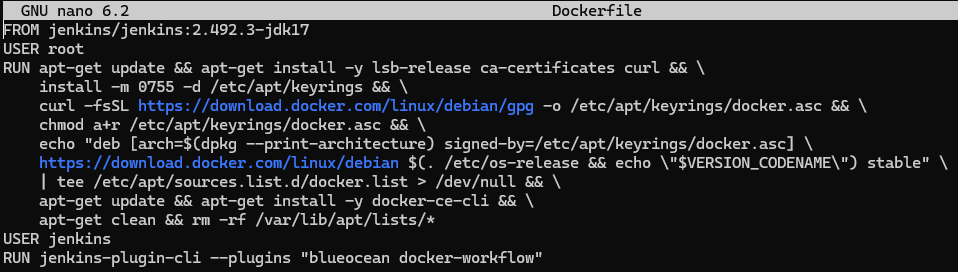 GNU nano 6.2 Dockerfile
FROM jenkins/jenkins:2.492.3-jdk17
USER root
RUN apt-get update && apt-get install -y lsb-release ca-certificates curl && \
    install -m 0755 -d /etc/apt/keyrings && \
    curl -fsSL https://download.docker.com/linux/debian/gpg -o /etc/apt/keyrings/docker.asc && \
    chmod a+r /etc/apt/keyrings/docker.asc && \
    echo "deb [arch=$(dpkg --print-architecture) signed-by=/etc/apt/keyrings/docker.asc] \
    https://download.docker.com/linux/debian $(. /etc/os-release && echo \"$VERSION_CODENAME\") stable" \
    | tee /etc/apt/sources.list.d/docker.list > /dev/null && \
    apt-get update && apt-get install -y docker-ce-cli && \
    apt-get clean && rm -rf /var/lib/apt/lists/*
USER jenkins
RUN jenkins-plugin-cli --plugins "blueocean docker-workflow"